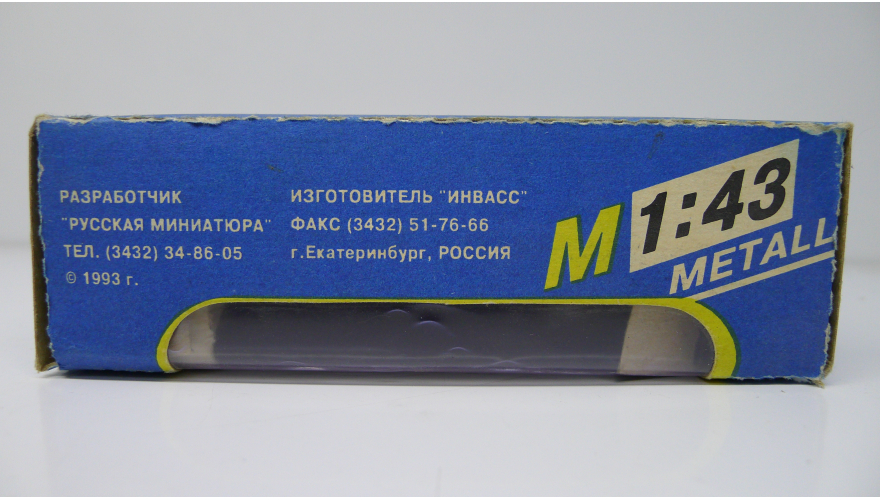 РАЗРАБОТЧИК
"РУССКАЯ МИНИАТЮРА"
ТЕЛ. (3432) 34-86-05
© 1993 г.
ИЗГОТОВИТЕЛЬ "ИНВАСС"
ФАКС (3432) 51-76-66
г.Екатеринбург, РОССИЯ
М 1:43
METALL